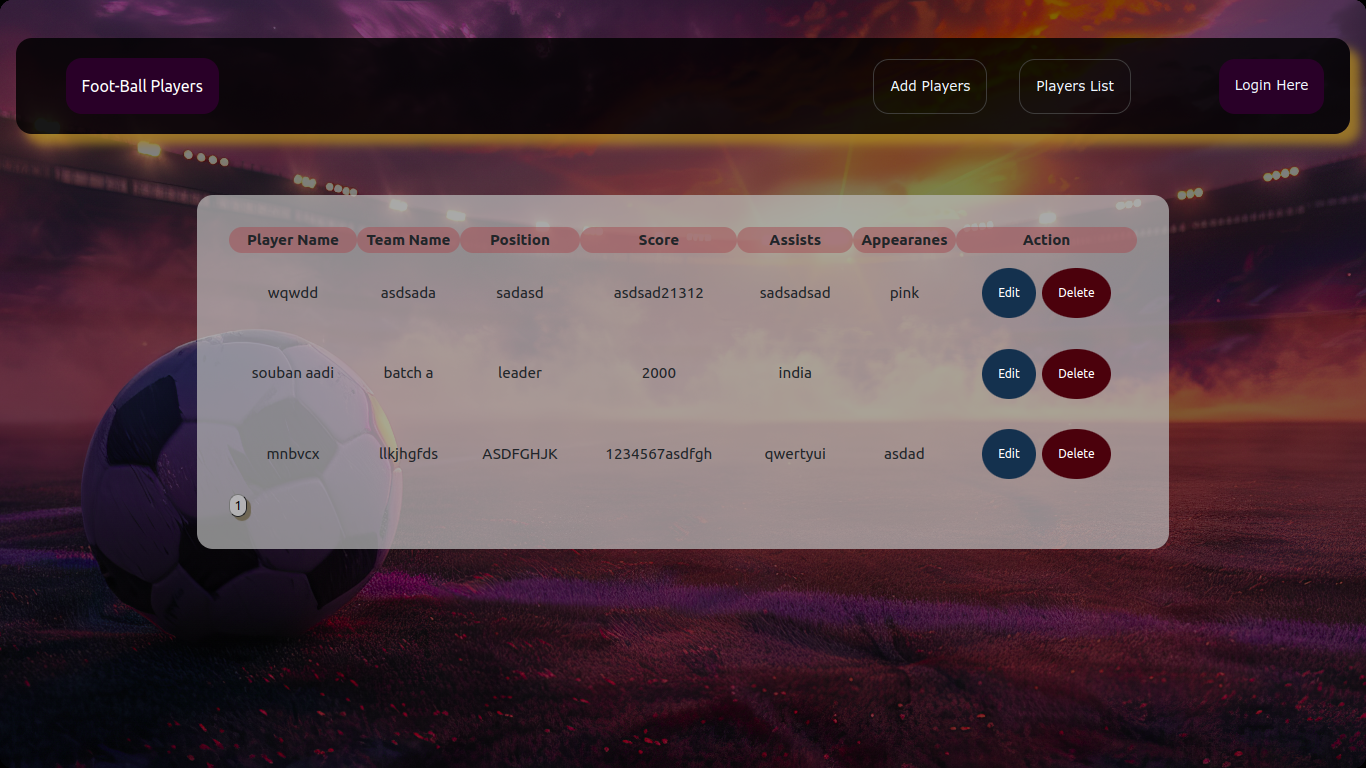 Foot-Ball Players Add Players Players List Login Here
Player Name Team Name Position Score Assists Appearanes Action
wqwdd asdsada sadasd asdsad21312 sadsadsad pink Edit Delete
souban aadi batch a leader 2000 india Edit Delete
mnbvcx llkjhgfds ASDFGHJK 1234567asdfgh qwertyui asdad Edit Delete
1